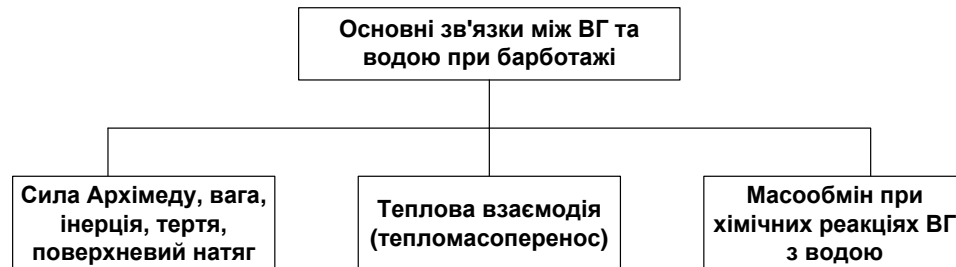 Основні зв'язки між ВГ та
водою при барботажі
Сила Архімеду, вага,
інерція, тертя,
поверхневий натяг
Теплова взаємодія
(тепломасоперенос)
Масообмін при
хімічних реакціях ВГ
з водою